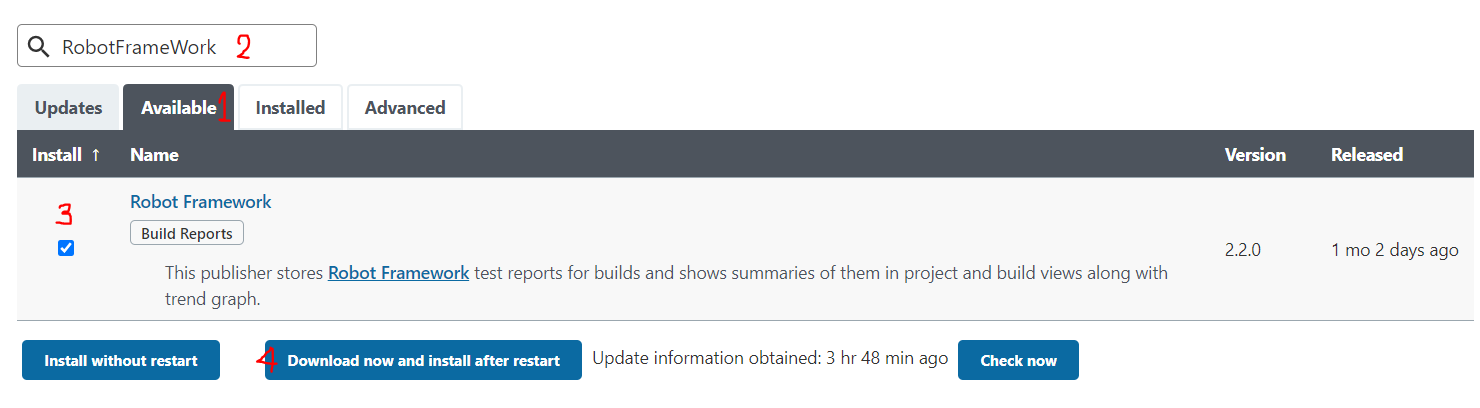 RobotFrameWork 2
Updates Available 1 Installed Advanced
Install ↑ Name Version Released
3 Robot Framework
Build Reports
2.2.0 1 mo 2 days ago
This publisher stores Robot Framework test reports for builds and shows summaries of them in project and build views along with
trend graph.
Install without restart 4 Download now and install after restart Update information obtained: 3 hr 48 min ago Check now